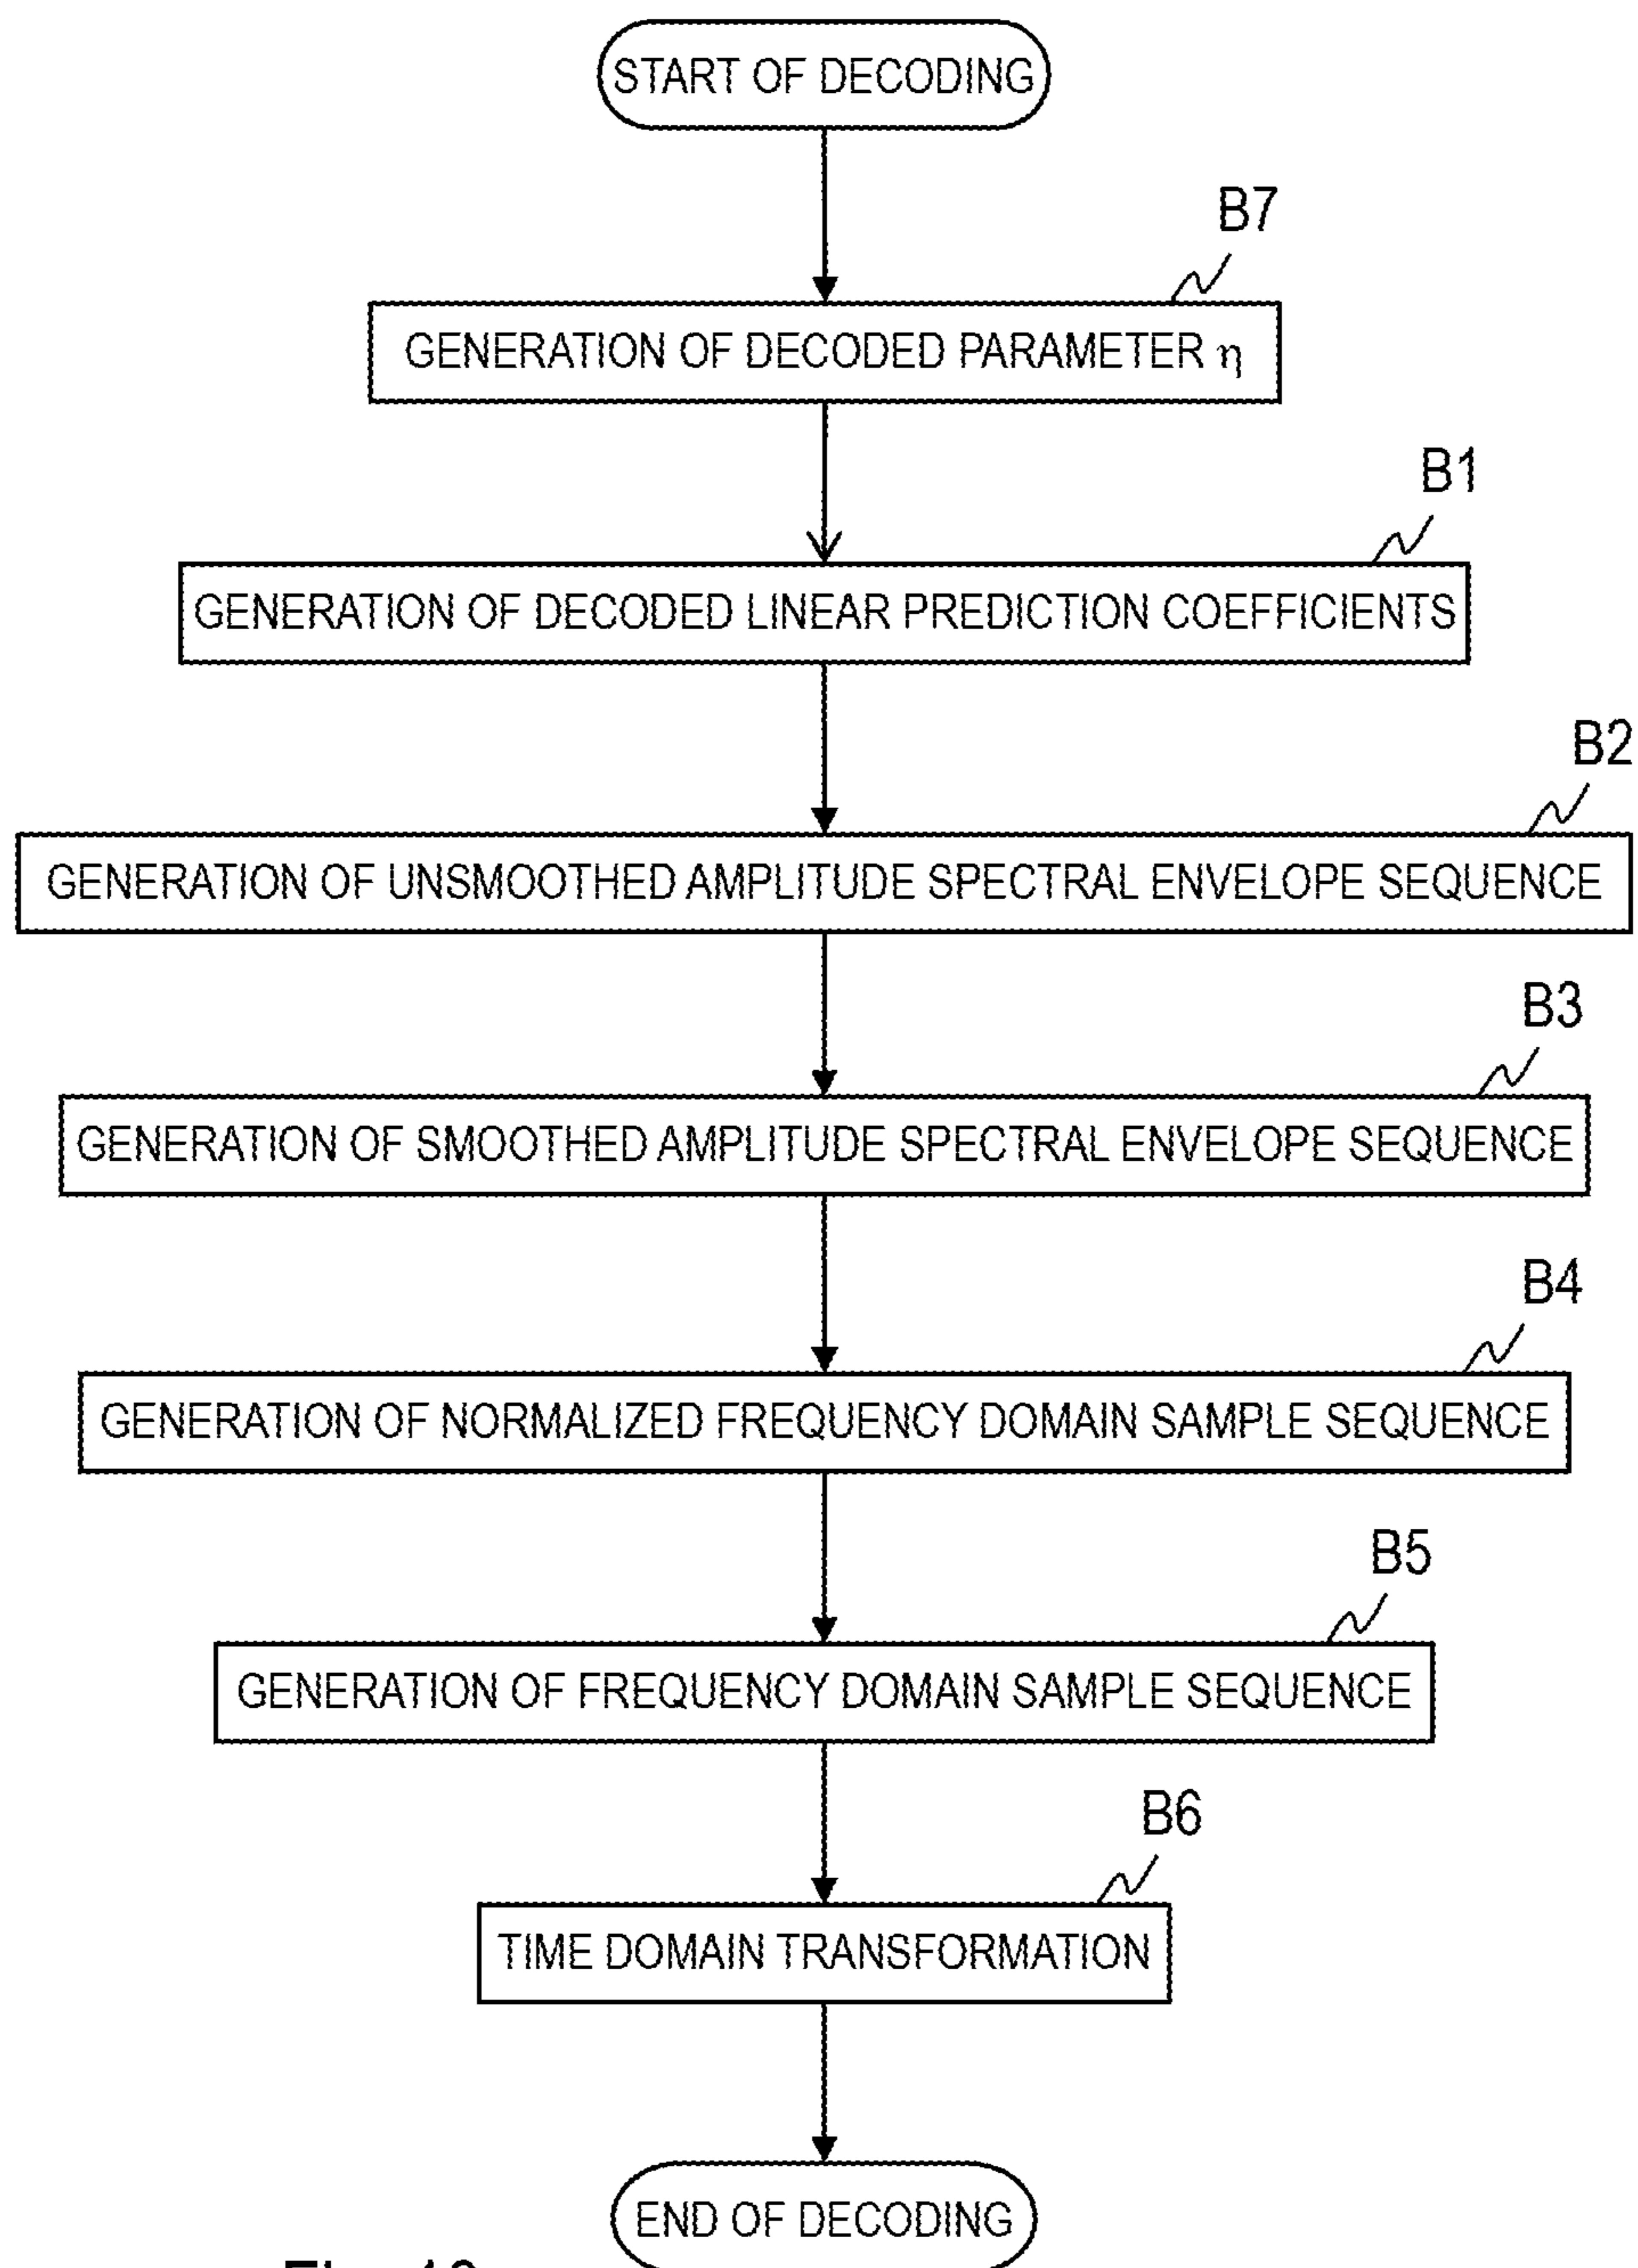 START OF DECODING
B7
GENERATION OF DECODED PARAMETER η
B1
GENERATION OF DECODED LINEAR PREDICTION COEFFICIENTS
B2
GENERATION OF UNSMOOTHED AMPLITUDE SPECTRAL ENVELOPE SEQUENCE
B3
GENERATION OF SMOOTHED AMPLITUDE SPECTRAL ENVELOPE SEQUENCE
B4
GENERATION OF NORMALIZED FREQUENCY DOMAIN SAMPLE SEQUENCE
B5
GENERATION OF FREQUENCY DOMAIN SAMPLE SEQUENCE
B6
TIME DOMAIN TRANSFORMATION
END OF DECODING